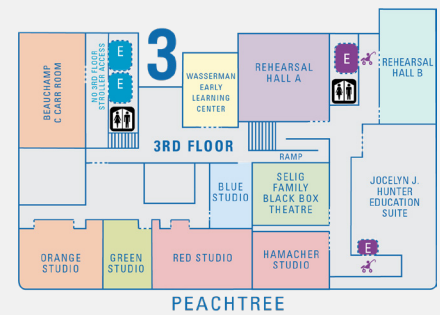 BEAUCHAMP
C CARR ROOM
NO 3RD FLOOR
STROLLER ACCESS
E
E
3
WASSERMAN
EARLY
LEARNING
CENTER
REHEARSAL
HALL A
E
REHEARSAL
HALL B
3RD FLOOR
RAMP
BLUE
STUDIO
SELIG
FAMILY
BLACK BOX
THEATRE
JOCELYN J.
HUNTER
EDUCATION
SUITE
E
ORANGE
STUDIO
GREEN
STUDIO
RED STUDIO
HAMACHER
STUDIO
PEACHTREE